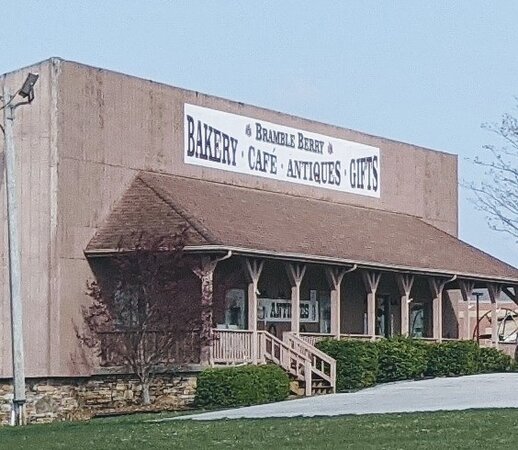 Bramble Berry
BAKERY · CAFÉ · ANTIQUES · GIFTS
ANTIQUES